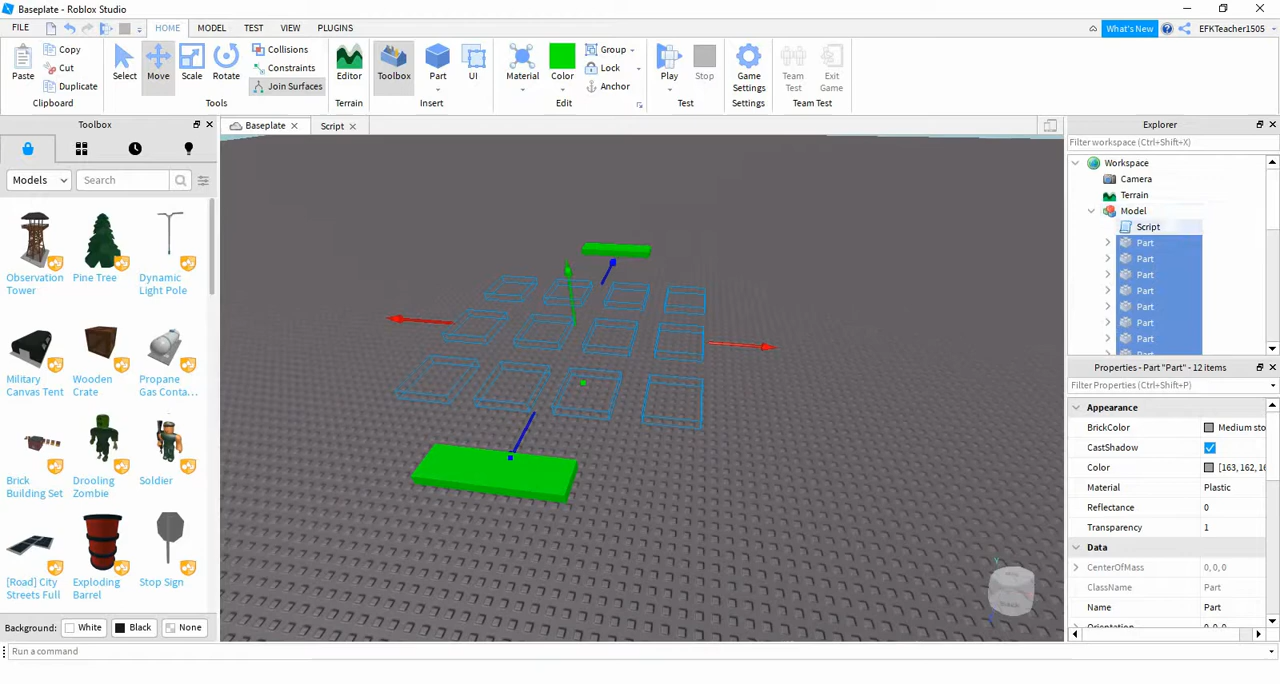 Baseplate - Roblox Studio
FILE HOME MODEL TEST VIEW PLUGINS What's New EFKTeacher1505
Paste Copy Cut Duplicate Clipboard
Select Move Scale Rotate Collisions Constraints Join Surfaces Tools
Editor Terrain
Toolbox Part UI Insert
Material Color Group Lock Anchor Edit
Play Stop Test
Game Settings Settings
Team Test Exit Game Team Test
Toolbox
Models Search
Observation Tower
Pine Tree
Dynamic Light Pole
Military Canvas Tent
Wooden Crate
Propane Gas Conta...
Brick Building Set
Drooling Zombie
Soldier
[Road] City Streets Full
Exploding Barrel
Stop Sign
Background: White Black None
Baseplate Script
Explorer
Filter workspace (Ctrl+Shift+X)
Workspace
Camera
Terrain
Model
Script
Part
Part
Part
Part
Part
Part
Part
Properties - Part "Part" - 12 items
Filter Properties (Ctrl+Shift+P)
Appearance
BrickColor Medium sto
CastShadow
Color [163, 162, 16
Material Plastic
Reflectance 0
Transparency 1
Data
CenterOfMass 0, 0, 0
ClassName Part
Name Part
Run a command